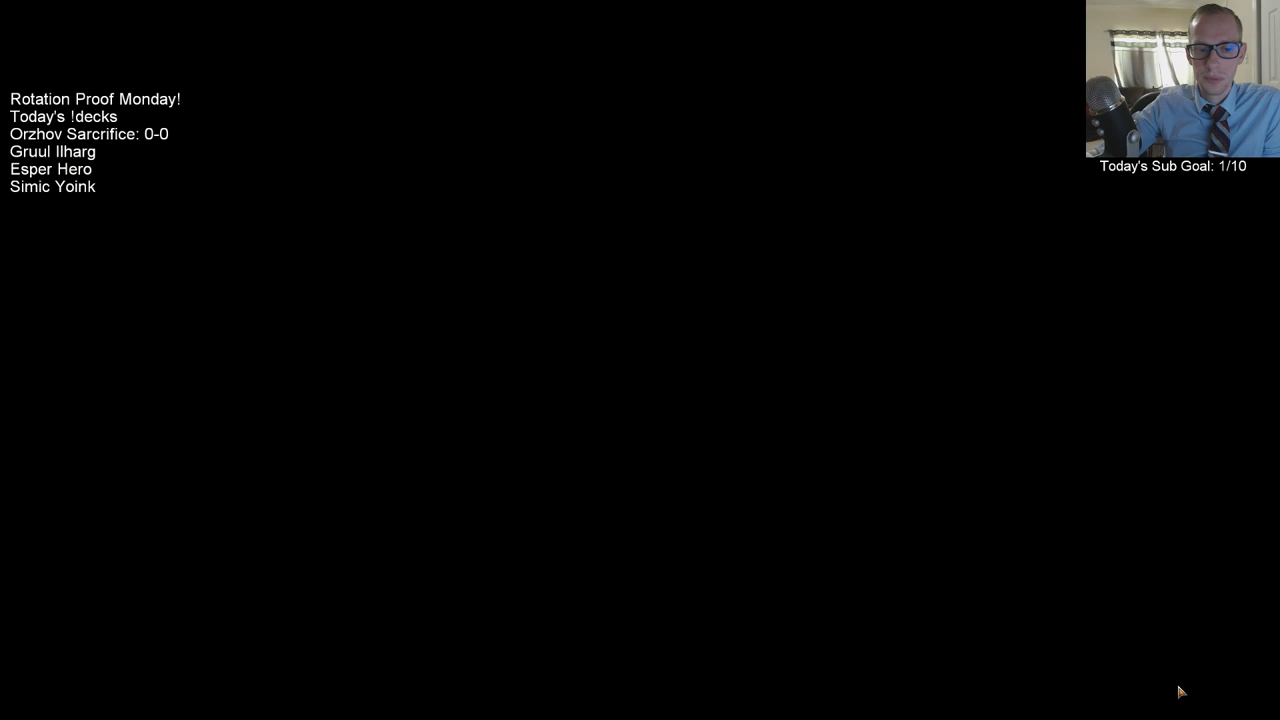 Rotation Proof Monday!
Today's !decks
Orzhov Sarcrifice: 0-0
Gruul Ilharg
Esper Hero
Simic Yoink
Today's Sub Goal: 1/10